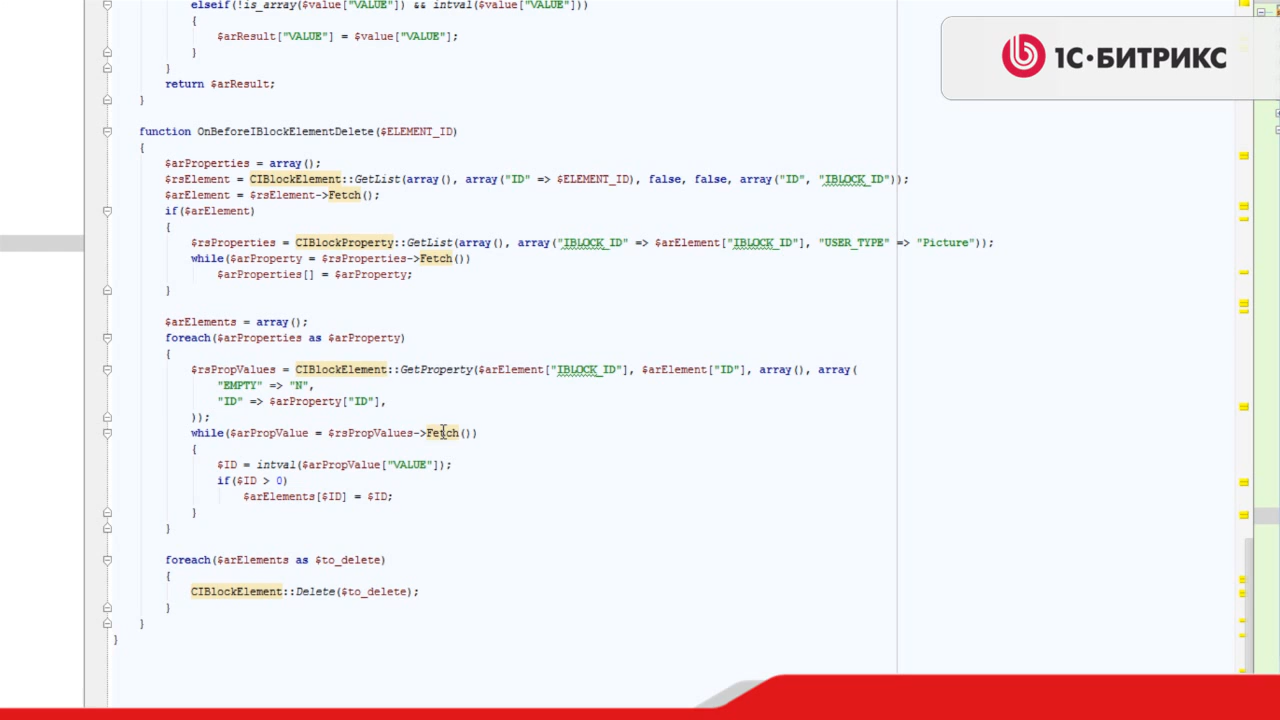 elseif(!is_array($value["VALUE"]) && intval($value["VALUE"]))
{
$arResult["VALUE"] = $value["VALUE"];
}
}
return $arResult;
}
1С-БИТРИКС
function OnBeforeIBlockElementDelete($ELEMENT_ID)
{
$arProperties = array();
$rsElement = CIBlockElement::GetList(array(), array("ID" => $ELEMENT_ID), false, false, array("ID", "IBLOCK_ID"));
$arElement = $rsElement->Fetch();
if($arElement)
{
$rsProperties = CIBlockProperty::GetList(array(), array("IBLOCK_ID" => $arElement["IBLOCK_ID"], "USER_TYPE" => "Picture"));
while($arProperty = $rsProperties->Fetch())
$arProperties[] = $arProperty;
}
$arElements = array();
foreach($arProperties as $arProperty)
{
$rsPropValues = CIBlockElement::GetProperty($arElement["IBLOCK_ID"], $arElement["ID"], array(), array(
"EMPTY" => "N",
"ID" => $arProperty["ID"],
));
while($arPropValue = $rsPropValues->Fetch())
{
$ID = intval($arPropValue["VALUE"]);
if($ID > 0)
$arElements[$ID] = $ID;
}
}
foreach($arElements as $to_delete)
{
CIBlockElement::Delete($to_delete);
}
}
}